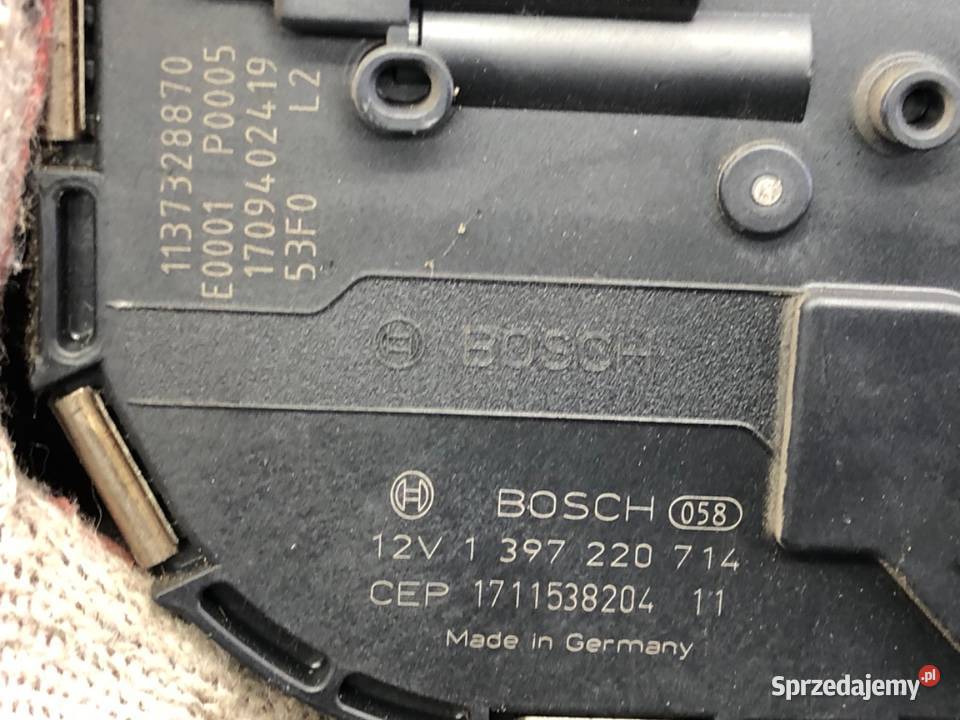 1137328870
E0001 P0005
1709402419
53F0 L2
BOSCH
BOSCH 058
12V 1 397 220 714
CEP 1711538204 11
Made in Germany
Sprzedajemy.pl